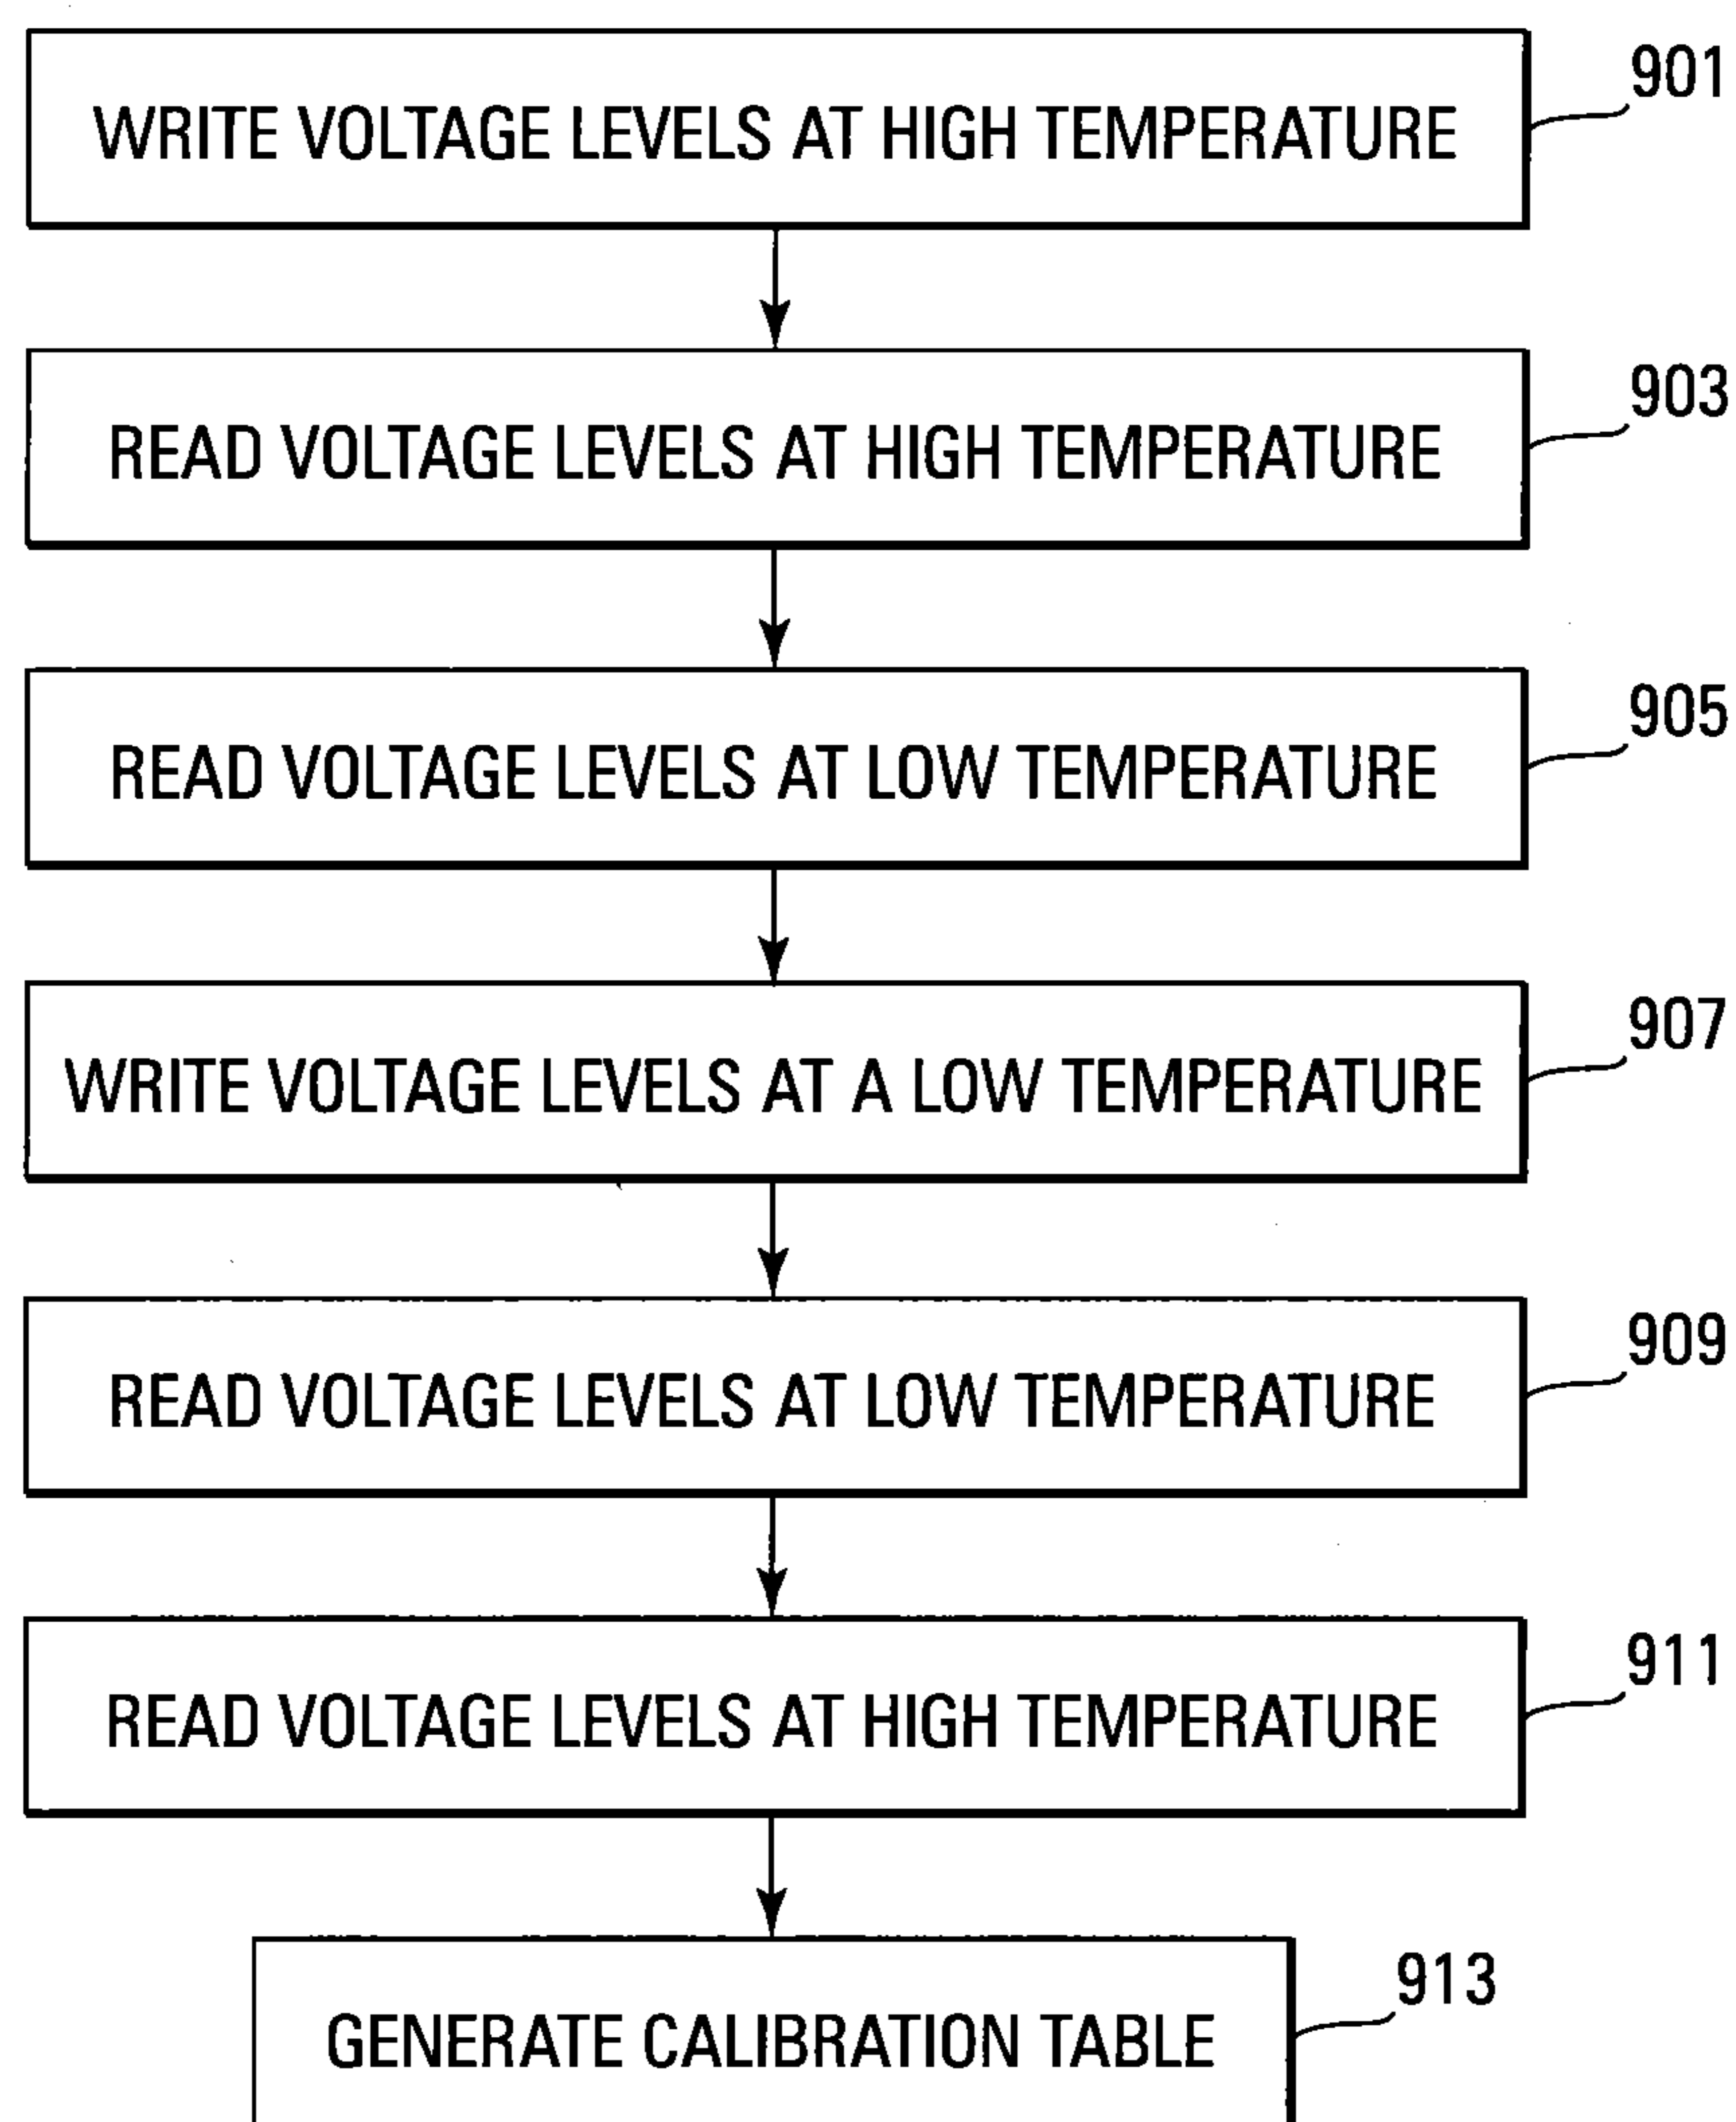 WRITE VOLTAGE LEVELS AT HIGH TEMPERATURE
901
READ VOLTAGE LEVELS AT HIGH TEMPERATURE
903
READ VOLTAGE LEVELS AT LOW TEMPERATURE
905
WRITE VOLTAGE LEVELS AT A LOW TEMPERATURE
907
READ VOLTAGE LEVELS AT LOW TEMPERATURE
909
READ VOLTAGE LEVELS AT HIGH TEMPERATURE
911
GENERATE CALIBRATION TABLE
913